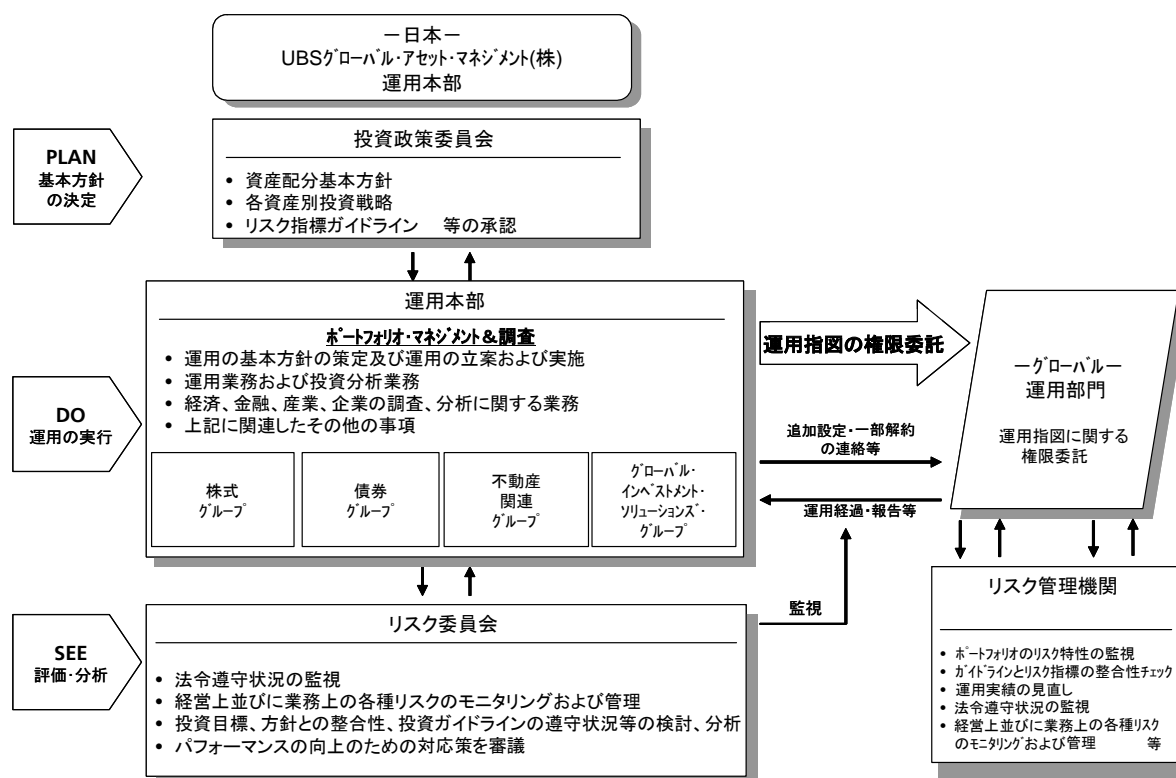 －日本－
UBSｸﾞﾛｰﾊﾞﾙ・ｱｾｯﾄ・ﾏﾈｼﾞﾒﾝﾄ(株)
運用本部
PLAN
基本方針
の決定
投資政策委員会
• 資産配分基本方針
• 各資産別投資戦略
• リスク指標ガイドライン　等の承認
運用本部
ﾎﾟｰﾄﾌｫﾘｵ・ﾏﾈｼﾞﾒﾝﾄ＆調査
• 運用の基本方針の策定及び運用の立案および実施
• 運用業務および投資分析業務
• 経済、金融、産業、企業の調査、分析に関する業務
• 上記に関連したその他の事項
DO
運用の実行
株式
ｸﾞﾙｰﾌﾟ
債券
ｸﾞﾙｰﾌﾟ
不動産
関連
ｸﾞﾙｰﾌﾟ
ｸﾞﾛｰﾊﾞﾙ・
ｲﾝﾍﾞｽﾄﾒﾝﾄ・
ｿﾘｭｰｼｮﾝｽﾞ・
ｸﾞﾙｰﾌﾟ
運用指図の権限委託
追加設定・一部解約
の連絡等
運用経過・報告等
監視
－グローバル－
運用部門
運用指図に関する
権限委託
SEE
評価・分析
リスク委員会
• 法令遵守状況の監視
• 経営上並びに業務上の各種リスクのモニタリングおよび管理
• 投資目標、方針との整合性、投資ガイドラインの遵守状況等の検討、分析
• パフォーマンスの向上のための対応策を審議
リスク管理機関
• ﾎﾟｰﾄﾌｫﾘｵのリスク特性の監視
• ｶﾞｲﾄﾞﾗｲﾝとリスク指標の整合性ﾁｪｯｸ
• 運用実績の見直し
• 法令遵守状況の監視
• 経営上並びに業務上の各種ﾘｽｸ
のﾓﾆﾀﾘﾝｸﾞおよび管理　等